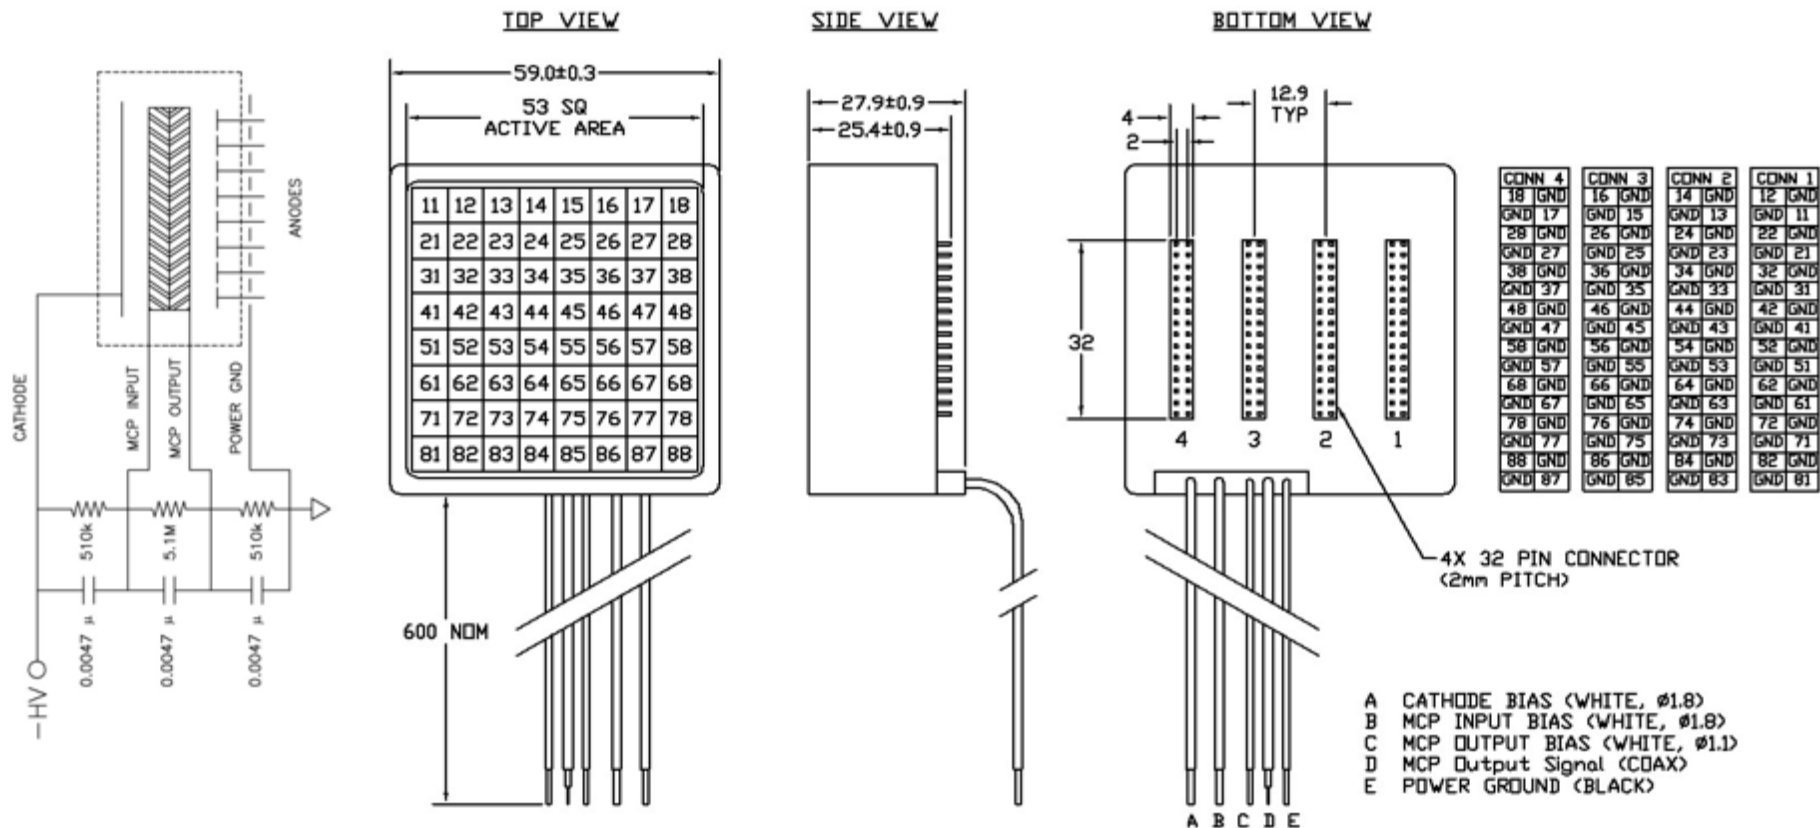 TOP VIEW
SIDE VIEW
BOTTOM VIEW
59.0±0.3
53 SQ
ACTIVE AREA
27.9±0.9
25.4±0.9
12.9
TYP
4
2
32
11 12 13 14 15 16 17 18
21 22 23 24 25 26 27 28
31 32 33 34 35 36 37 38
41 42 43 44 45 46 47 48
51 52 53 54 55 56 57 58
61 62 63 64 65 66 67 68
71 72 73 74 75 76 77 78
81 82 83 84 85 86 87 88
600 NOM
ANODES
CATHODE
MCP INPUT
MCP OUTPUT
POWER GND
510k
5.1M
510k
0.0047 μ
0.0047 μ
0.0047 μ
-HV
4 3 2 1
CONN 4 CONN 3 CONN 2 CONN 1
18 GND 16 GND 14 GND 12 GND
GND 17 GND 15 GND 13 GND 11
28 GND 26 GND 24 GND 22 GND
GND 27 GND 25 GND 23 GND 21
38 GND 36 GND 34 GND 32 GND
GND 37 GND 35 GND 33 GND 31
48 GND 46 GND 44 GND 42 GND
GND 47 GND 45 GND 43 GND 41
58 GND 56 GND 54 GND 52 GND
GND 57 GND 55 GND 53 GND 51
68 GND 66 GND 64 GND 62 GND
GND 67 GND 65 GND 63 GND 61
78 GND 76 GND 74 GND 72 GND
GND 77 GND 75 GND 73 GND 71
88 GND 86 GND 84 GND 82 GND
GND 87 GND 85 GND 83 GND 81
4X 32 PIN CONNECTOR
(2mm PITCH)
A CATHODE BIAS (WHITE, ø1.8)
B MCP INPUT BIAS (WHITE, ø1.8)
C MCP OUTPUT BIAS (WHITE, ø1.1)
D MCP Output Signal (COAX)
E POWER GROUND (BLACK)
A B C D E